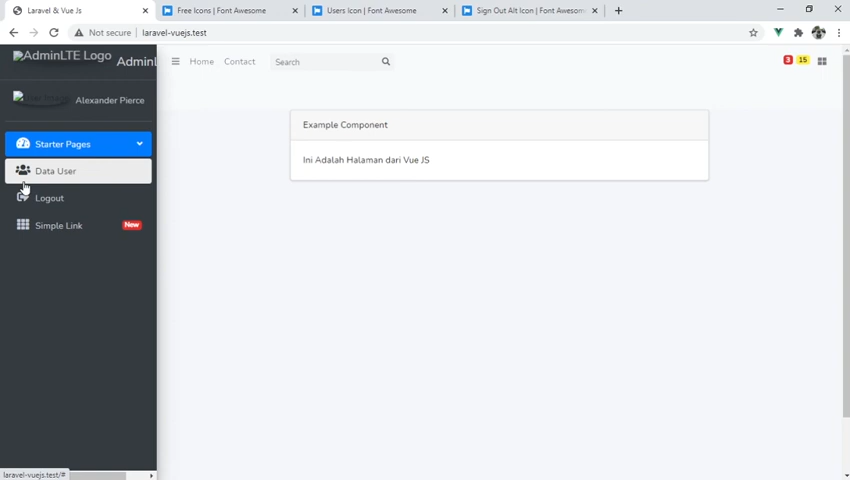 Laravel & Vue Js
Free Icons | Font Awesome
Users Icon | Font Awesome
Sign Out Alt Icon | Font Awesom
Not secure | laravel-vuejs.test
AdminLTE Logo AdminL
Home
Contact
Search
3
15
Alexander Pierce
Starter Pages
Data User
Logout
Simple Link
New
Example Component
Ini Adalah Halaman dari Vue JS
laravel-vuejs.test/#